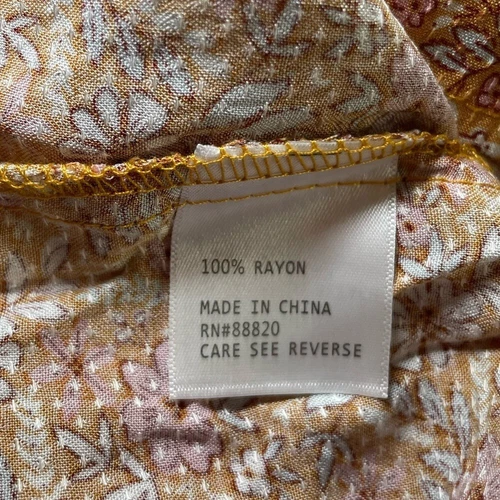 100% RAYON
MADE IN CHINA
RN#88820
CARE SEE REVERSE